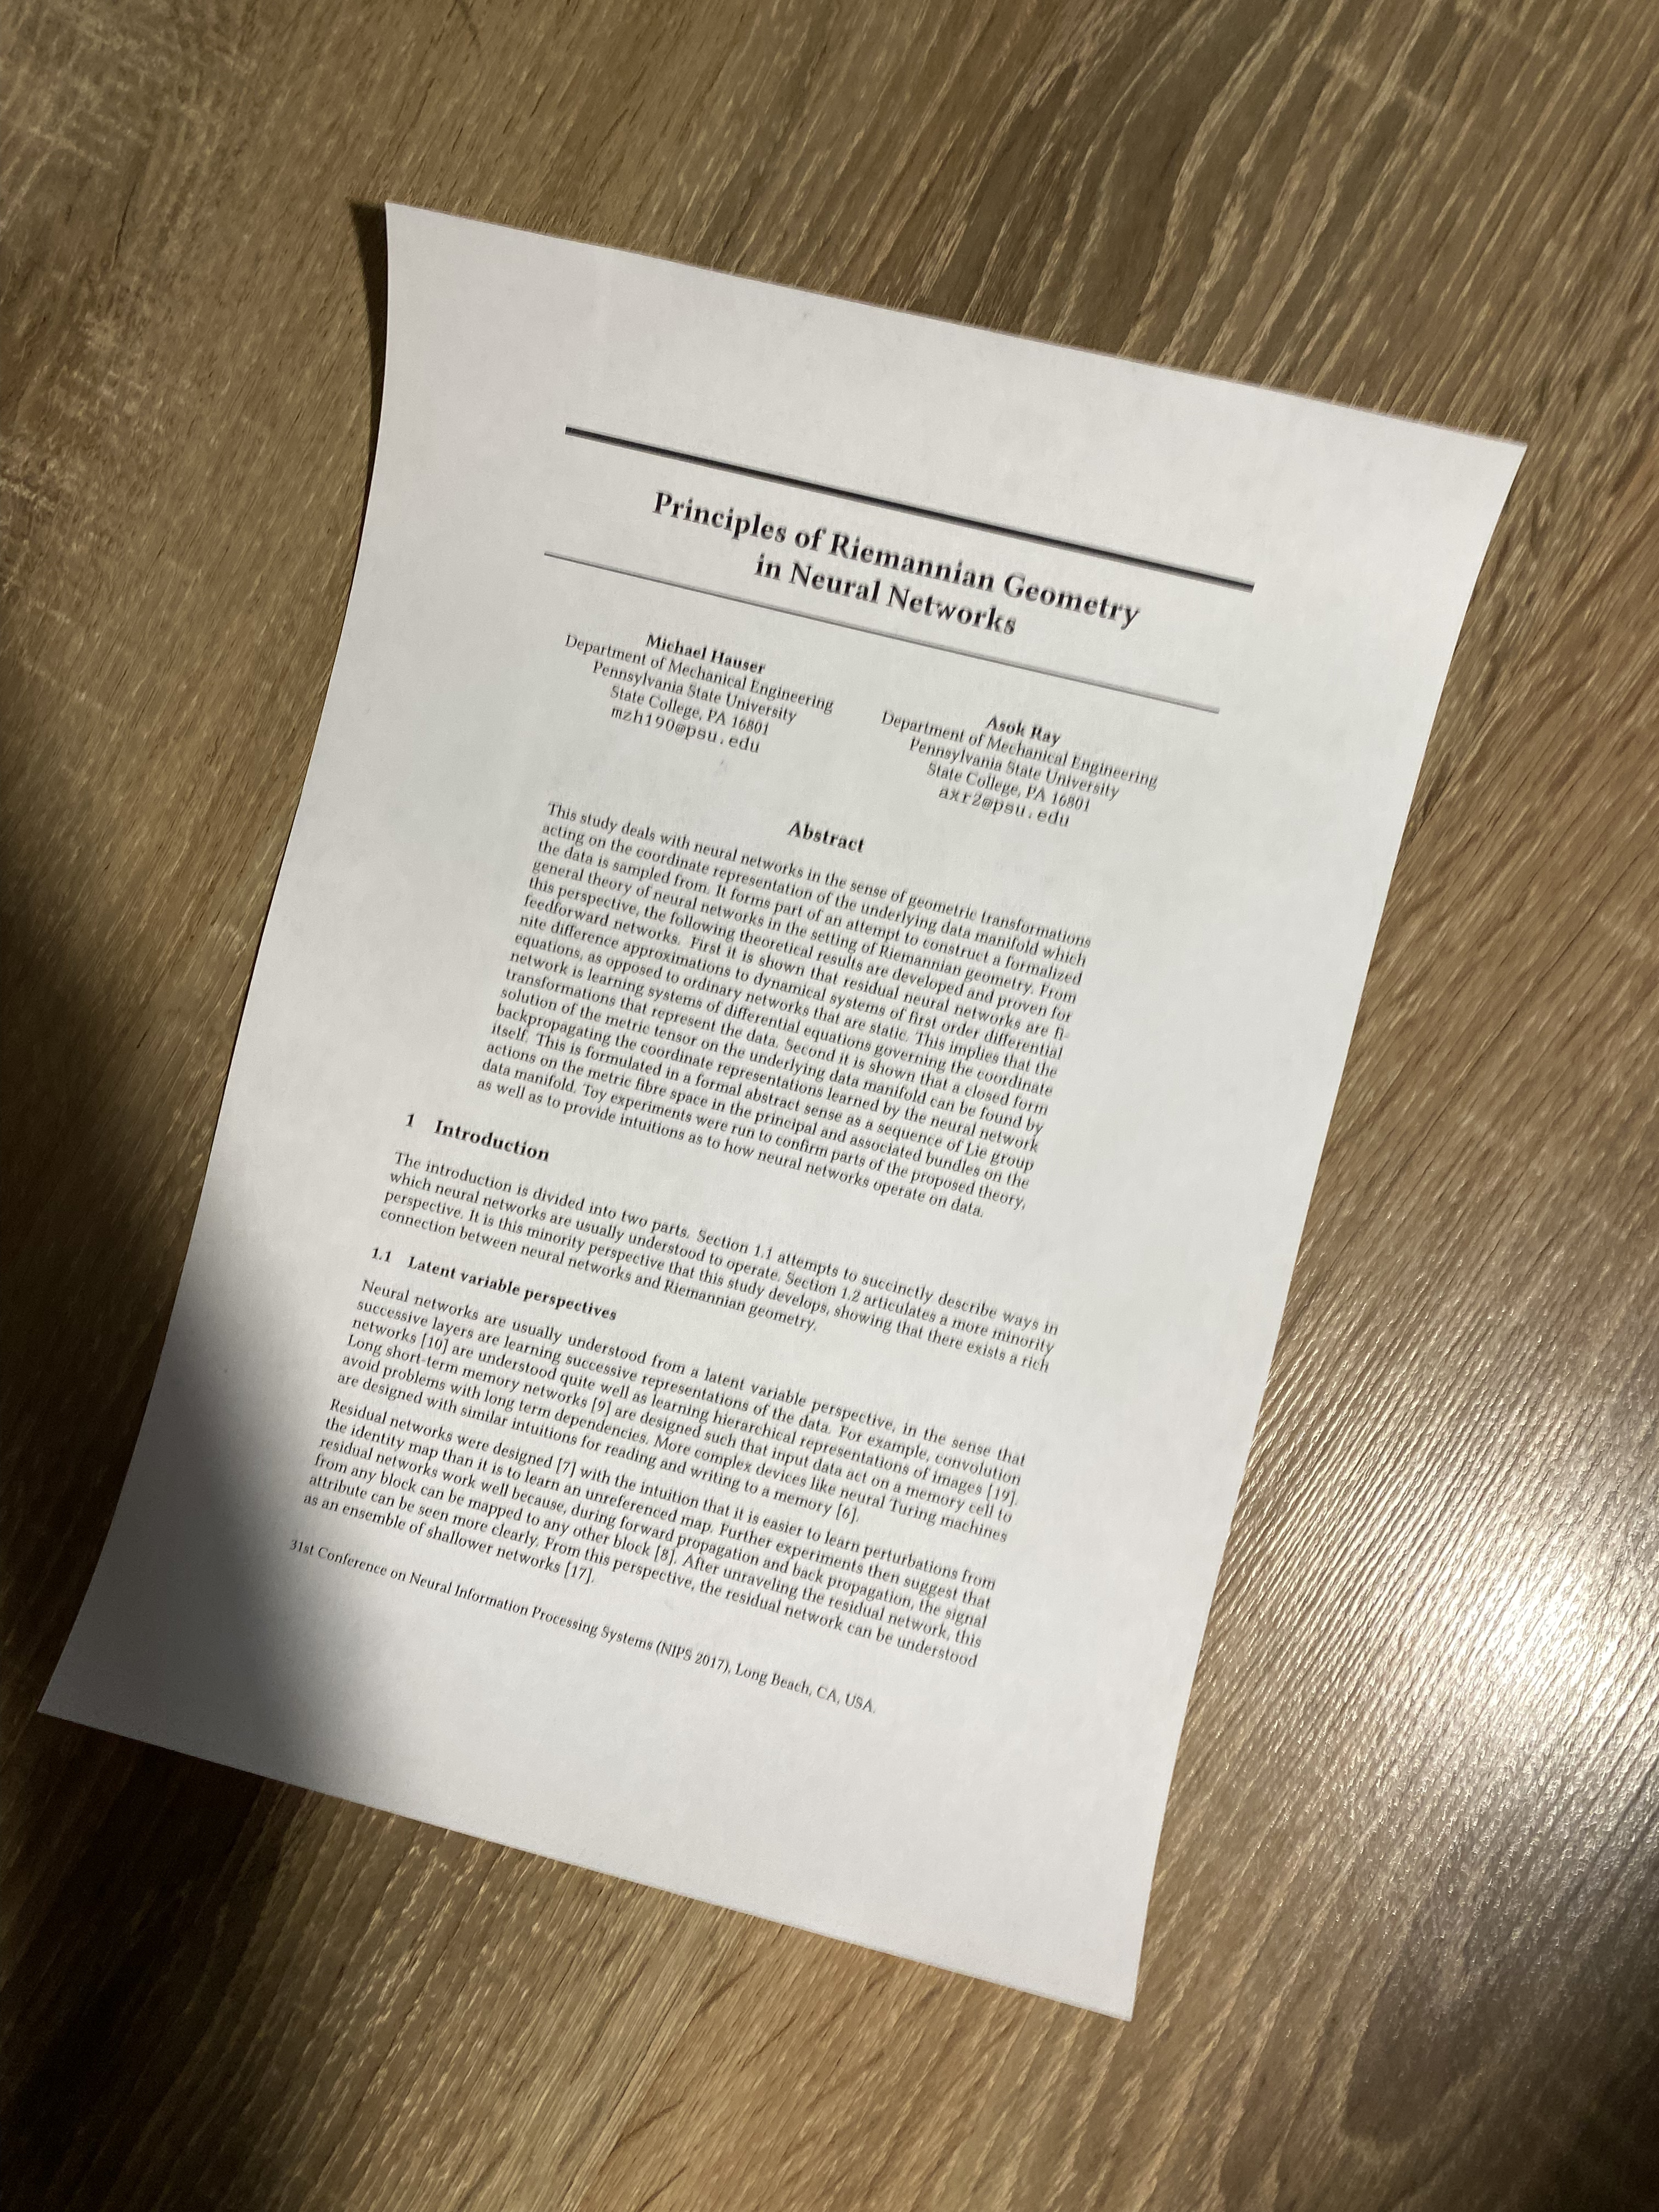 Principles of Riemannian Geometry
in Neural Networks
Michael Hauser
Department of Mechanical Engineering
Pennsylvania State University
State College, PA 16801
mzh190@psu.edu
Asok Ray
Department of Mechanical Engineering
Pennsylvania State University
State College, PA 16801
axr2@psu.edu
Abstract
This study deals with neural networks in the sense of geometric transformations
acting on the coordinate representation of the underlying data manifold which
the data is sampled from. It forms part of an attempt to construct a formalized
general theory of neural networks in the setting of Riemannian geometry. From
this perspective, the following theoretical results are developed and proven for
feedforward networks. First it is shown that residual neural networks are fi-
nite difference approximations to dynamical systems of first order differential
equations, as opposed to ordinary networks that are static. This implies that the
network is learning systems of differential equations governing the coordinate
transformations that represent the data. Second it is shown that a closed form
solution of the metric tensor on the underlying data manifold can be found by
backpropagating the coordinate representations learned by the neural network
itself. This is formulated in a formal abstract sense as a sequence of Lie group
actions on the metric fibre space in the principal and associated bundles on the
data manifold. Toy experiments were run to confirm parts of the proposed theory,
as well as to provide intuitions as to how neural networks operate on data.
1 Introduction
The introduction is divided into two parts. Section 1.1 attempts to succinctly describe ways in
which neural networks are usually understood to operate. Section 1.2 articulates a more minority
perspective. It is this minority perspective that this study develops, showing that there exists a rich
connection between neural networks and Riemannian geometry.
1.1 Latent variable perspectives
Neural networks are usually understood from a latent variable perspective, in the sense that
successive layers are learning successive representations of the data. For example, convolution
networks [10] are understood quite well as learning hierarchical representations of images [19].
Long short-term memory networks [9] are designed such that input data act on a memory cell to
avoid problems with long term dependencies. More complex devices like neural Turing machines
are designed with similar intuitions for reading and writing to a memory [6].
Residual networks were designed [7] with the intuition that it is easier to learn perturbations from
the identity map than it is to learn an unreferenced map. Further experiments then suggest that
residual networks work well because, during forward propagation and back propagation, the signal
from any block can be mapped to any other block [8]. After unraveling the residual network, this
attribute can be seen more clearly. From this perspective, the residual network can be understood
as an ensemble of shallower networks [17].
31st Conference on Neural Information Processing Systems (NIPS 2017), Long Beach, CA, USA.